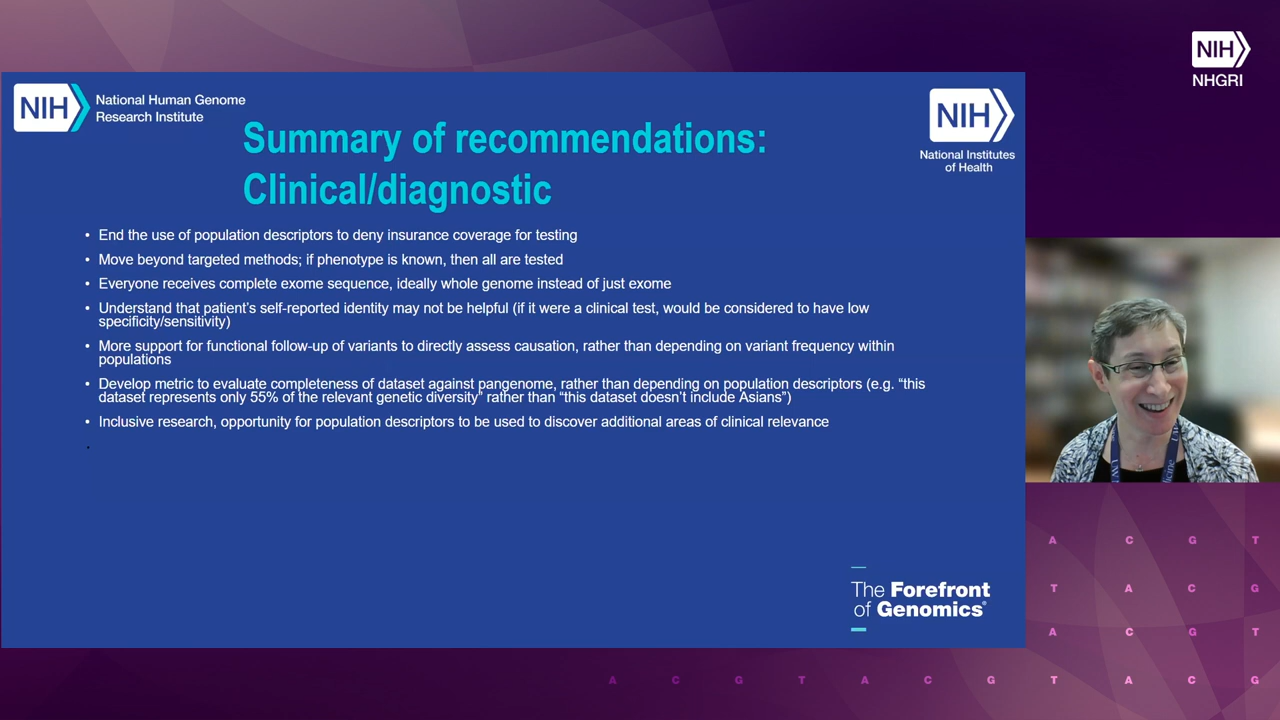 NIH
NHGRI
NIH
National Human Genome
Research Institute
NIH
National Institutes
of Health
Summary of recommendations:
Clinical/diagnostic
• End the use of population descriptors to deny insurance coverage for testing
• Move beyond targeted methods; if phenotype is known, then all are tested
• Everyone receives complete exome sequence, ideally whole genome instead of just exome
• Understand that patient's self-reported identity may not be helpful (if it were a clinical test, would be considered to have low
specificity/sensitivity)
• More support for functional follow-up of variants to directly assess causation, rather than depending on variant frequency within
populations
• Develop metric to evaluate completeness of dataset against pangenome, rather than depending on population descriptors (e.g. “this
dataset represents only 55% of the relevant genetic diversity” rather than “this dataset doesn’t include Asians”)
• Inclusive research, opportunity for population descriptors to be used to discover additional areas of clinical relevance
The Forefront
of Genomics®
A C G T
T A C G
A C G T
A C G T A C G T A C G